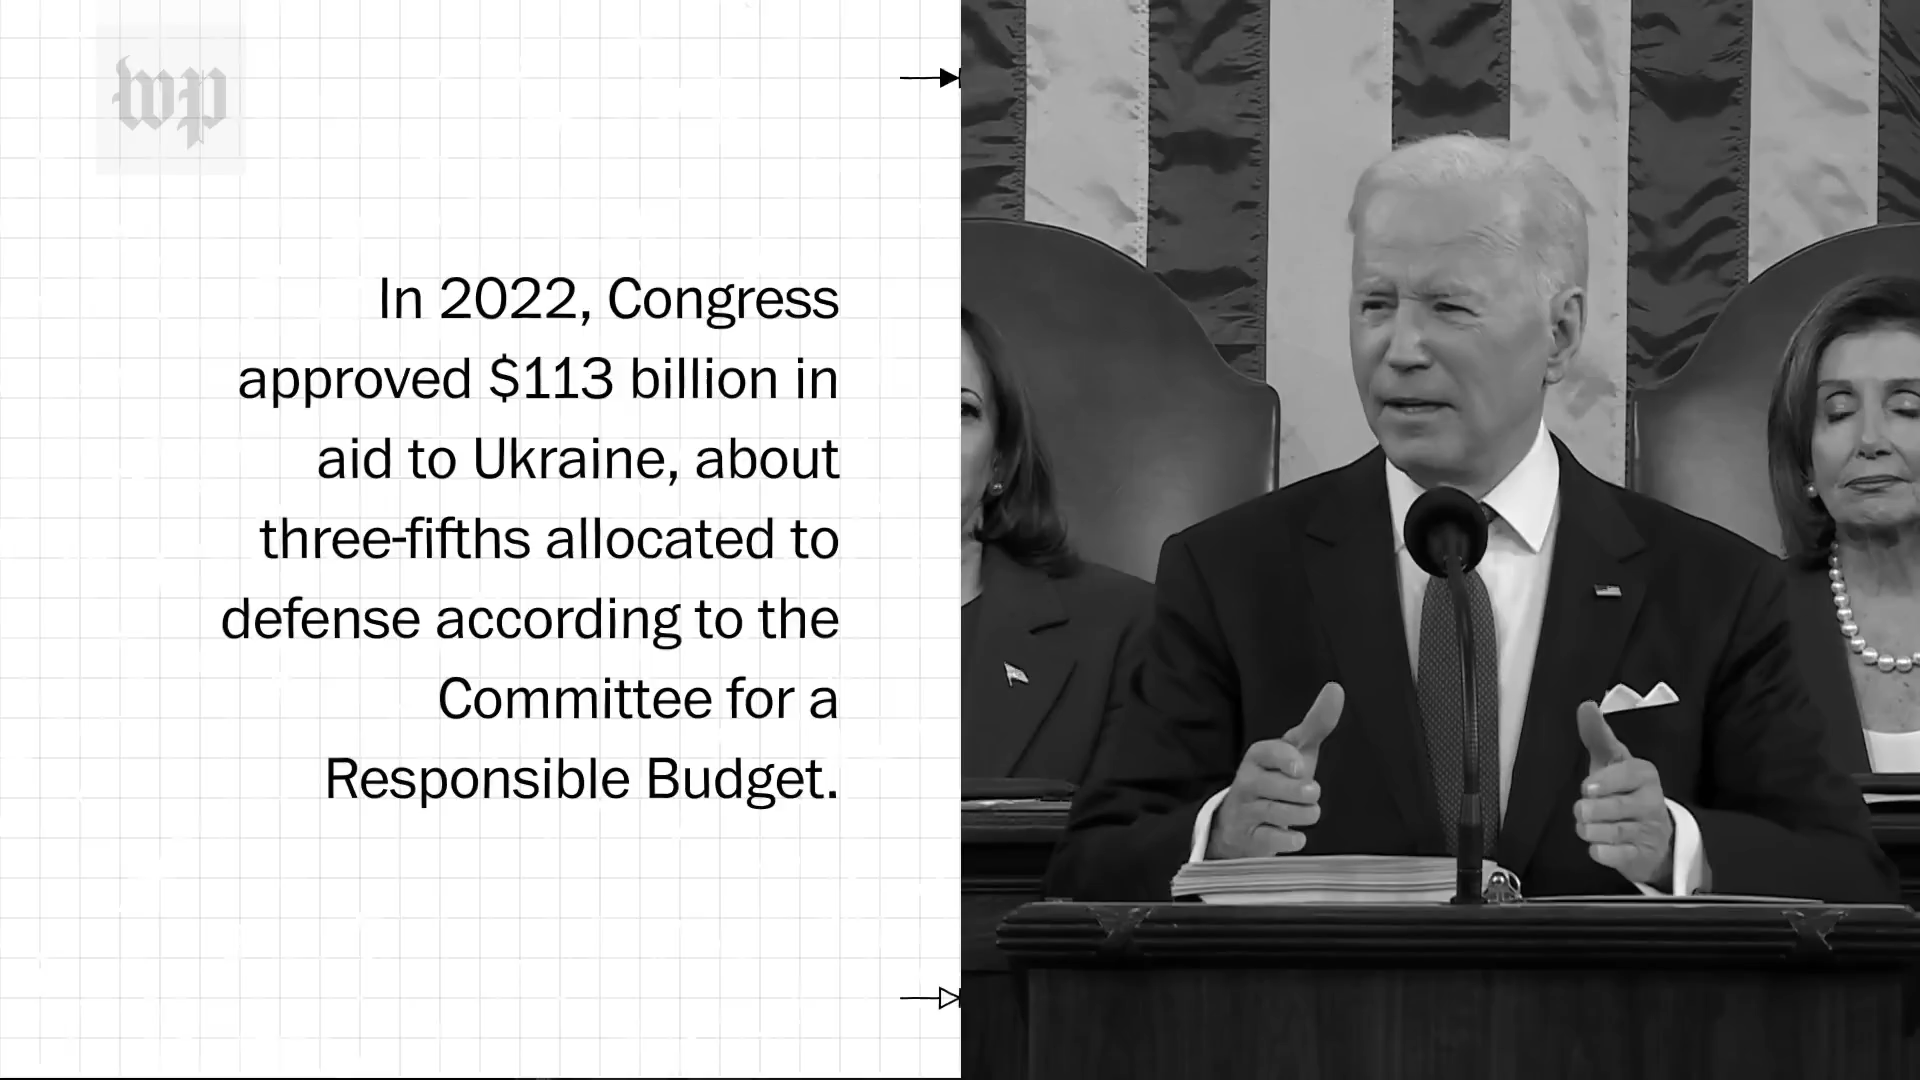 wp
In 2022, Congress
approved $113 billion in
aid to Ukraine, about
three-fifths allocated to
defense according to the
Committee for a
Responsible Budget.